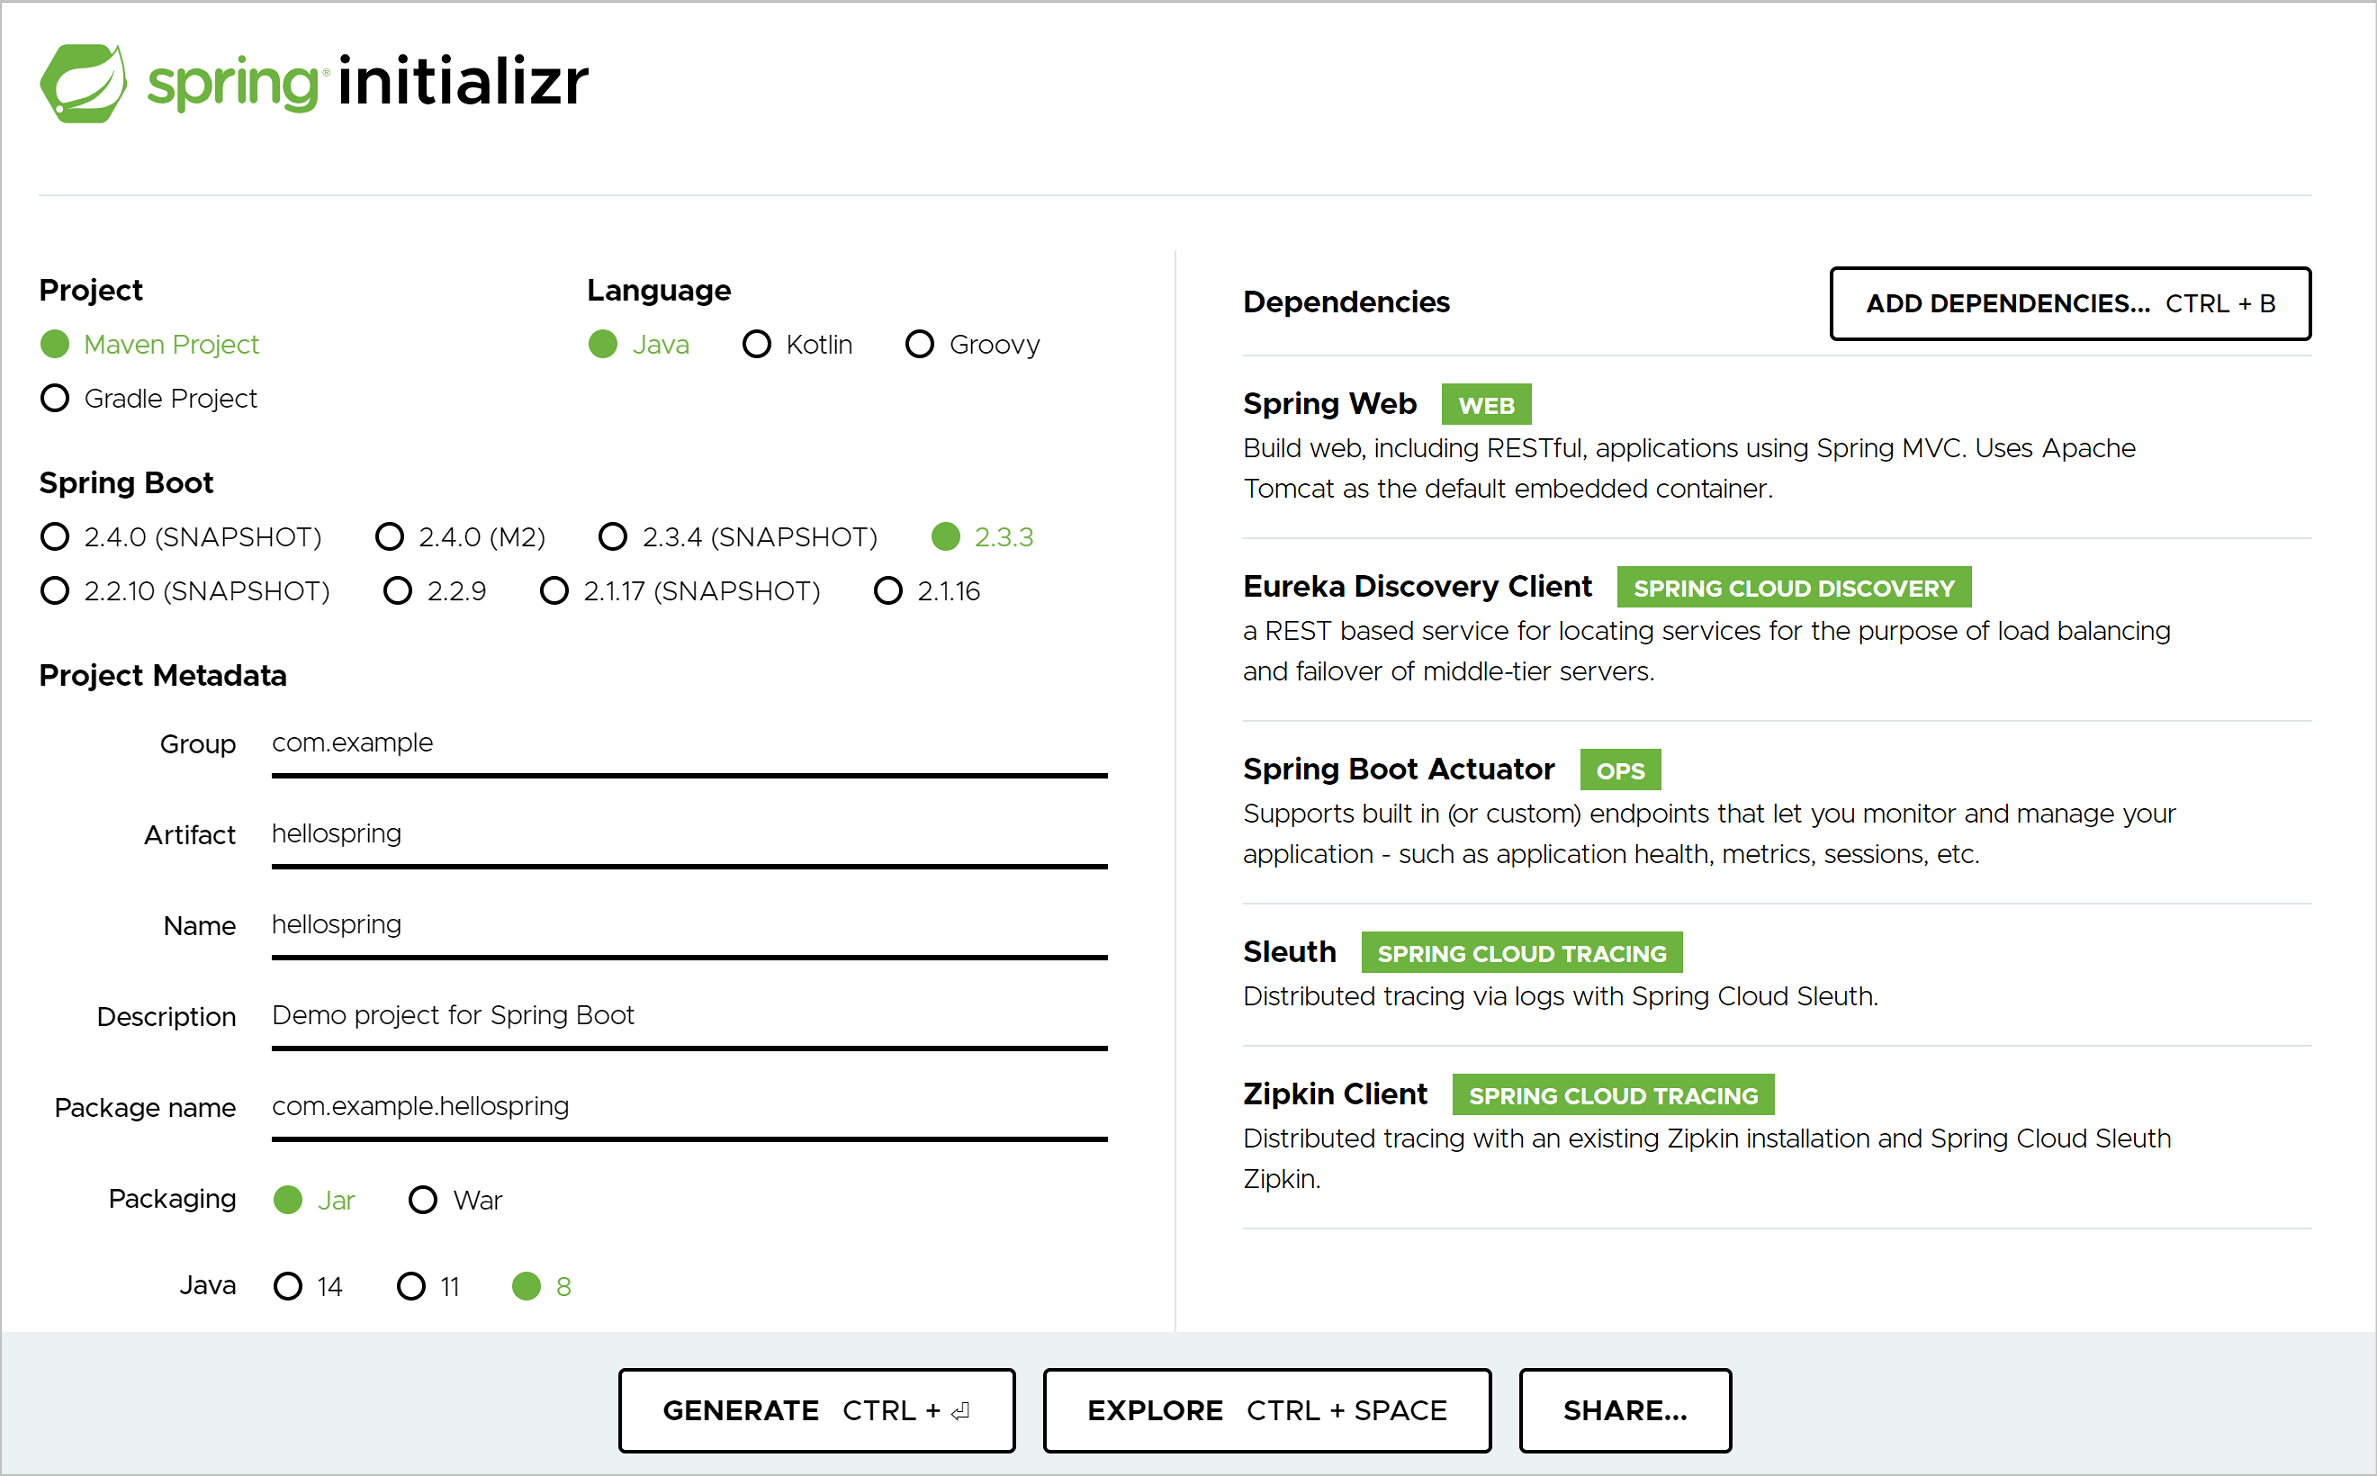 spring® initializr
Project
Maven Project
Gradle Project
Language
Java Kotlin Groovy
Spring Boot
2.4.0 (SNAPSHOT) 2.4.0 (M2) 2.3.4 (SNAPSHOT) 2.3.3
2.2.10 (SNAPSHOT) 2.2.9 2.1.17 (SNAPSHOT) 2.1.16
Project Metadata
Group com.example
Artifact hellospring
Name hellospring
Description Demo project for Spring Boot
Package name com.example.hellospring
Packaging Jar War
Java 14 11 8
Dependencies
ADD DEPENDENCIES... CTRL + B
Spring Web WEB
Build web, including RESTful, applications using Spring MVC. Uses Apache
Tomcat as the default embedded container.
Eureka Discovery Client SPRING CLOUD DISCOVERY
a REST based service for locating services for the purpose of load balancing
and failover of middle-tier servers.
Spring Boot Actuator OPS
Supports built in (or custom) endpoints that let you monitor and manage your
application - such as application health, metrics, sessions, etc.
Sleuth SPRING CLOUD TRACING
Distributed tracing via logs with Spring Cloud Sleuth.
Zipkin Client SPRING CLOUD TRACING
Distributed tracing with an existing Zipkin installation and Spring Cloud Sleuth
Zipkin.
GENERATE CTRL + ⏎
EXPLORE CTRL + SPACE
SHARE...